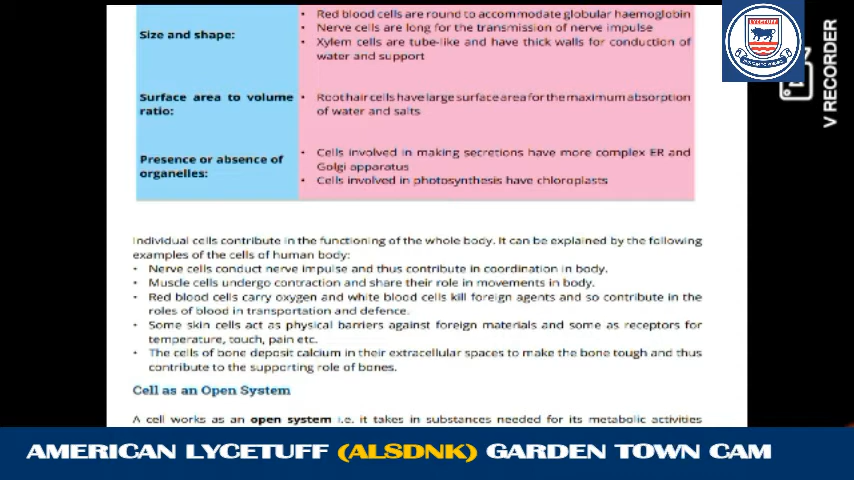 • Red blood cells are round to accommodate globular haemoglobin
Size and shape:
• Nerve cells are long for the transmission of nerve impulse
• Xylem cells are tube-like and have thick walls for conduction of
water and support
Surface area to volume
ratio:
• Root hair cells have large surface area for the maximum absorption
of water and salts
Presence or absence of
organelles:
• Cells involved in making secretions have more complex ER and
Golgi apparatus
• Cells involved in photosynthesis have chloroplasts
Individual cells contribute in the functioning of the whole body. It can be explained by the following
examples of the cells of human body:
• Nerve cells conduct nerve impulse and thus contribute in coordination in body.
• Muscle cells undergo contraction and share their role in movements in body.
• Red blood cells carry oxygen and white blood cells kill foreign agents and so contribute in the
roles of blood in transportation and defence.
• Some skin cells act as physical barriers against foreign materials and some as receptors for
temperature, touch, pain etc.
• The cells of bone deposit calcium in their extracellular spaces to make the bone tough and thus
contribute to the supporting role of bones.
Cell as an Open System
A cell works as an open system i.e. it takes in substances needed for its metabolic activities
LYCETUFF
V RECORDER
AMERICAN LYCETUFF (ALSDNK) GARDEN TOWN CAM